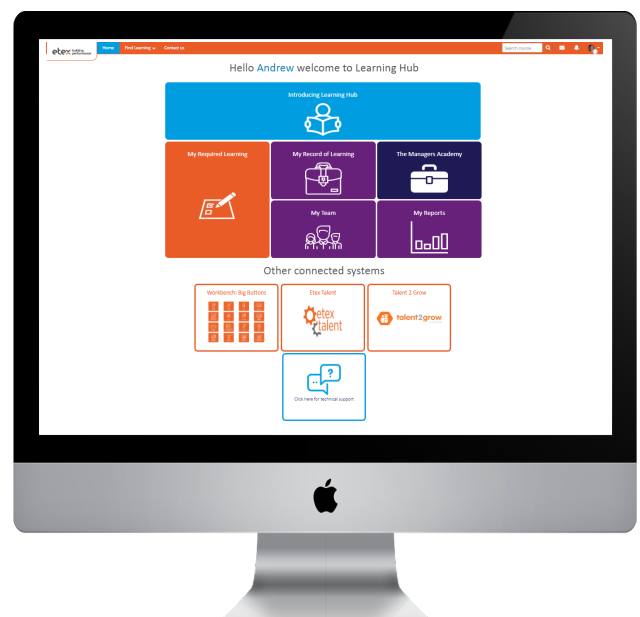 etex building
performance
Home Find Learning Contact us Search course
Hello Andrew welcome to Learning Hub
Introducing Learning Hub
My Required Learning My Record of Learning The Managers Academy
My Team My Reports
Other connected systems
Workbench: Big Buttons Etex Talent Talent 2 Grow
etex
talent
talent2grow
Click here for technical support